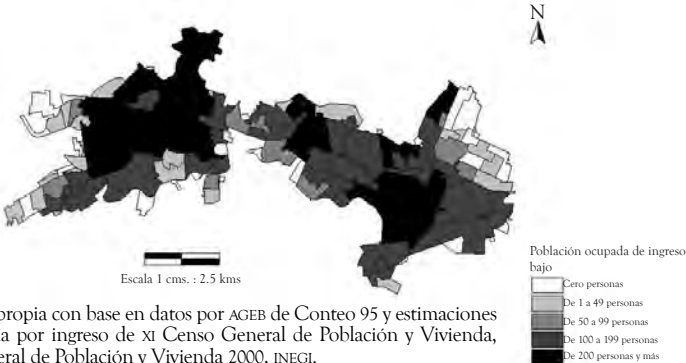 N
Escala 1 cms. : 2.5 kms
Población ocupada de ingreso
bajo
Cero personas
De 1 a 49 personas
De 50 a 99 personas
De 100 a 199 personas
De 200 personas y más
propia con base en datos por AGEB de Conteo 95 y estimaciones
por ingreso de XI Censo General de Población y Vivienda,
de Población y Vivienda 2000, INEGI.